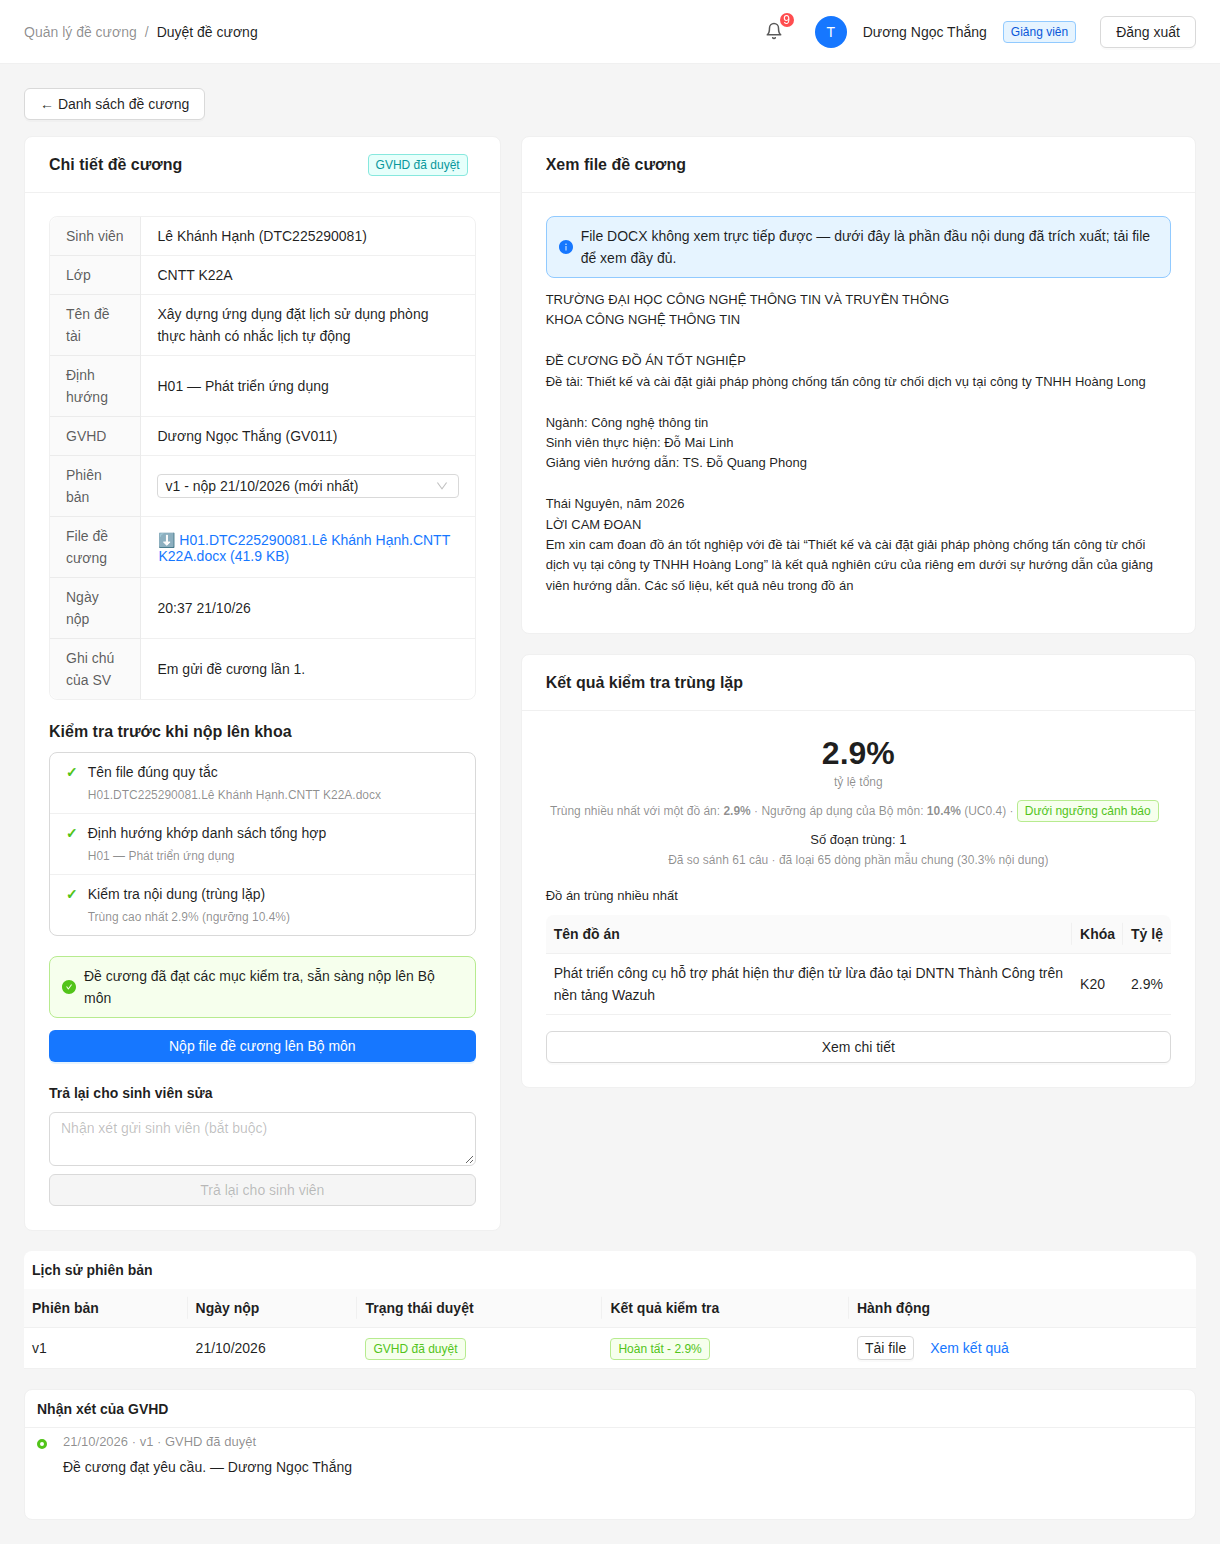 Quản lý đề cương / Duyệt đề cương
9
T
Dương Ngọc Thắng
Giảng viên
Đăng xuất
← Danh sách đề cương
Chi tiết đề cương
GVHD đã duyệt
Sinh viên
Lê Khánh Hạnh (DTC225290081)
Lớp
CNTT K22A
Tên đề
tài
Xây dựng ứng dụng đặt lịch sử dụng phòng
thực hành có nhắc lịch tự động
Định
hướng
H01 — Phát triển ứng dụng
GVHD
Dương Ngọc Thắng (GV011)
Phiên
bản
v1 - nộp 21/10/2026 (mới nhất)
File đề
cương
⬇️ H01.DTC225290081.Lê Khánh Hạnh.CNTT
K22A.docx (41.9 KB)
Ngày
nộp
20:37 21/10/26
Ghi chú
của SV
Em gửi đề cương lần 1.
Kiểm tra trước khi nộp lên khoa
✓ Tên file đúng quy tắc
H01.DTC225290081.Lê Khánh Hạnh.CNTT K22A.docx
✓ Định hướng khớp danh sách tổng hợp
H01 — Phát triển ứng dụng
✓ Kiểm tra nội dung (trùng lặp)
Trùng cao nhất 2.9% (ngưỡng 10.4%)
Đề cương đã đạt các mục kiểm tra, sẵn sàng nộp lên Bộ
môn
Nộp file đề cương lên Bộ môn
Trả lại cho sinh viên sửa
Nhận xét gửi sinh viên (bắt buộc)
Trả lại cho sinh viên
Xem file đề cương
File DOCX không xem trực tiếp được — dưới đây là phần đầu nội dung đã trích xuất; tải file
để xem đầy đủ.
TRƯỜNG ĐẠI HỌC CÔNG NGHỆ THÔNG TIN VÀ TRUYỀN THÔNG
KHOA CÔNG NGHỆ THÔNG TIN
ĐỀ CƯƠNG ĐỒ ÁN TỐT NGHIỆP
Đề tài: Thiết kế và cài đặt giải pháp phòng chống tấn công từ chối dịch vụ tại công ty TNHH Hoàng Long
Ngành: Công nghệ thông tin
Sinh viên thực hiện: Đỗ Mai Linh
Giảng viên hướng dẫn: TS. Đỗ Quang Phong
Thái Nguyên, năm 2026
LỜI CAM ĐOAN
Em xin cam đoan đồ án tốt nghiệp với đề tài “Thiết kế và cài đặt giải pháp phòng chống tấn công từ chối
dịch vụ tại công ty TNHH Hoàng Long” là kết quả nghiên cứu của riêng em dưới sự hướng dẫn của giảng
viên hướng dẫn. Các số liệu, kết quả nêu trong đồ án
Kết quả kiểm tra trùng lặp
2.9%
tỷ lệ tổng
Trùng nhiều nhất với một đồ án: 2.9% · Ngưỡng áp dụng của Bộ môn: 10.4% (UC0.4) · Dưới ngưỡng cảnh báo
Số đoạn trùng: 1
Đã so sánh 61 câu · đã loại 65 dòng phần mẫu chung (30.3% nội dung)
Đồ án trùng nhiều nhất
Tên đồ án
Khóa
Tỷ lệ
Phát triển công cụ hỗ trợ phát hiện thư điện tử lừa đảo tại DNTN Thành Công trên
nền tảng Wazuh
K20
2.9%
Xem chi tiết
Lịch sử phiên bản
Phiên bản
Ngày nộp
Trạng thái duyệt
Kết quả kiểm tra
Hành động
v1
21/10/2026
GVHD đã duyệt
Hoàn tất - 2.9%
Tải file
Xem kết quả
Nhận xét của GVHD
21/10/2026 · v1 · GVHD đã duyệt
Đề cương đạt yêu cầu. — Dương Ngọc Thắng